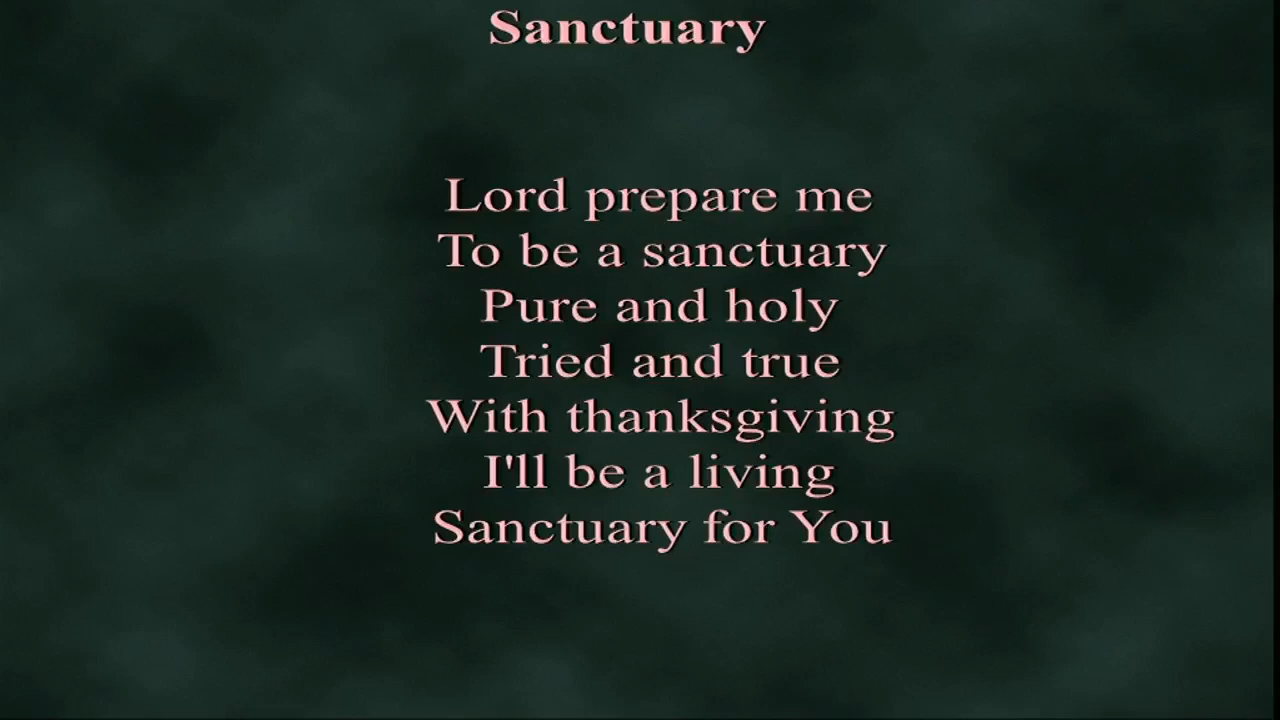 Sanctuary
Lord prepare me
To be a sanctuary
Pure and holy
Tried and true
With thanksgiving
I'll be a living
Sanctuary for You